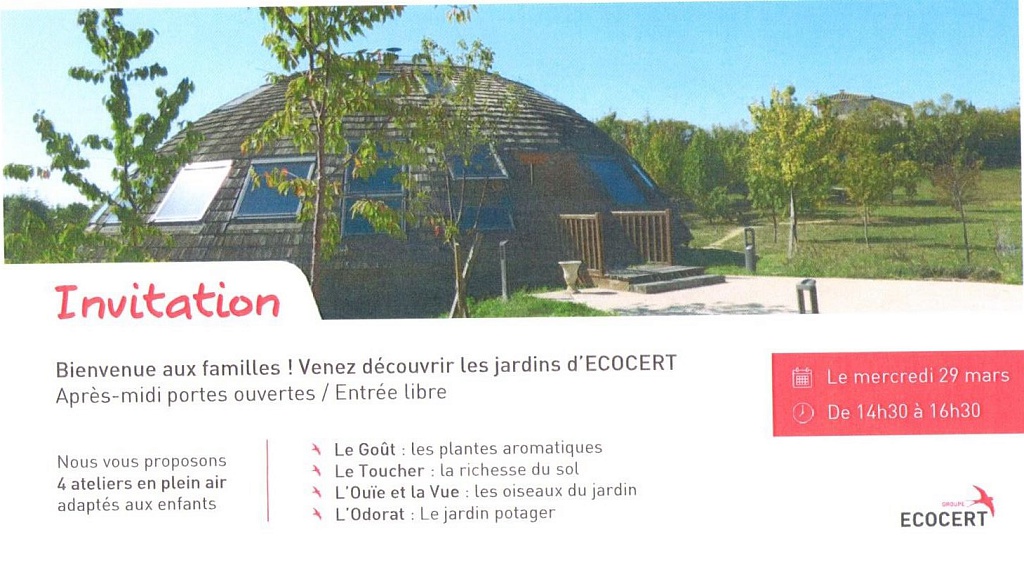 Invitation
Bienvenue aux familles ! Venez découvrir les jardins d'ECOCERT
Après-midi portes ouvertes / Entrée libre
Le mercredi 29 mars
De 14h30 à 16h30
Nous vous proposons
4 ateliers en plein air
adaptés aux enfants
Le Goût : les plantes aromatiques
Le Toucher : la richesse du sol
L'Ouïe et la Vue : les oiseaux du jardin
L'Odorat : Le jardin potager
GROUPE
ECOCERT